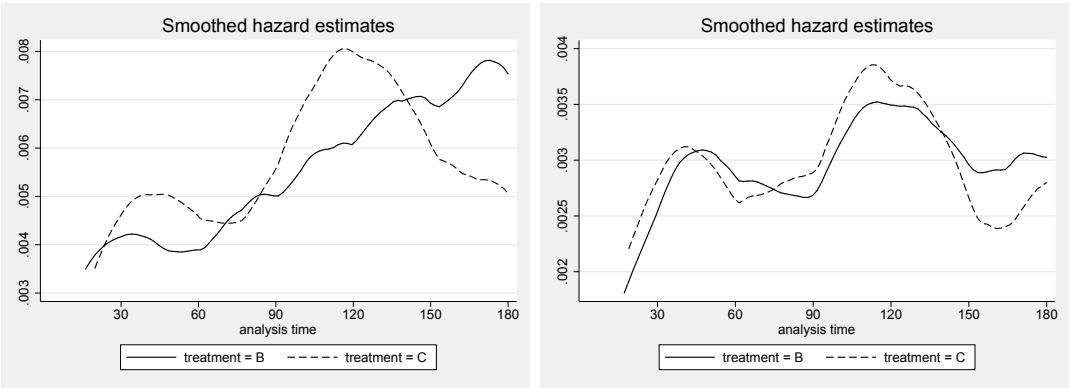 Smoothed hazard estimates
.008
.007
.006
.005
.004
.003
30 60 90 120 150 180
analysis time
treatment = B treatment = C
Smoothed hazard estimates
.004
.0035
.003
.0025
.002
30 60 90 120 150 180
analysis time
treatment = B treatment = C